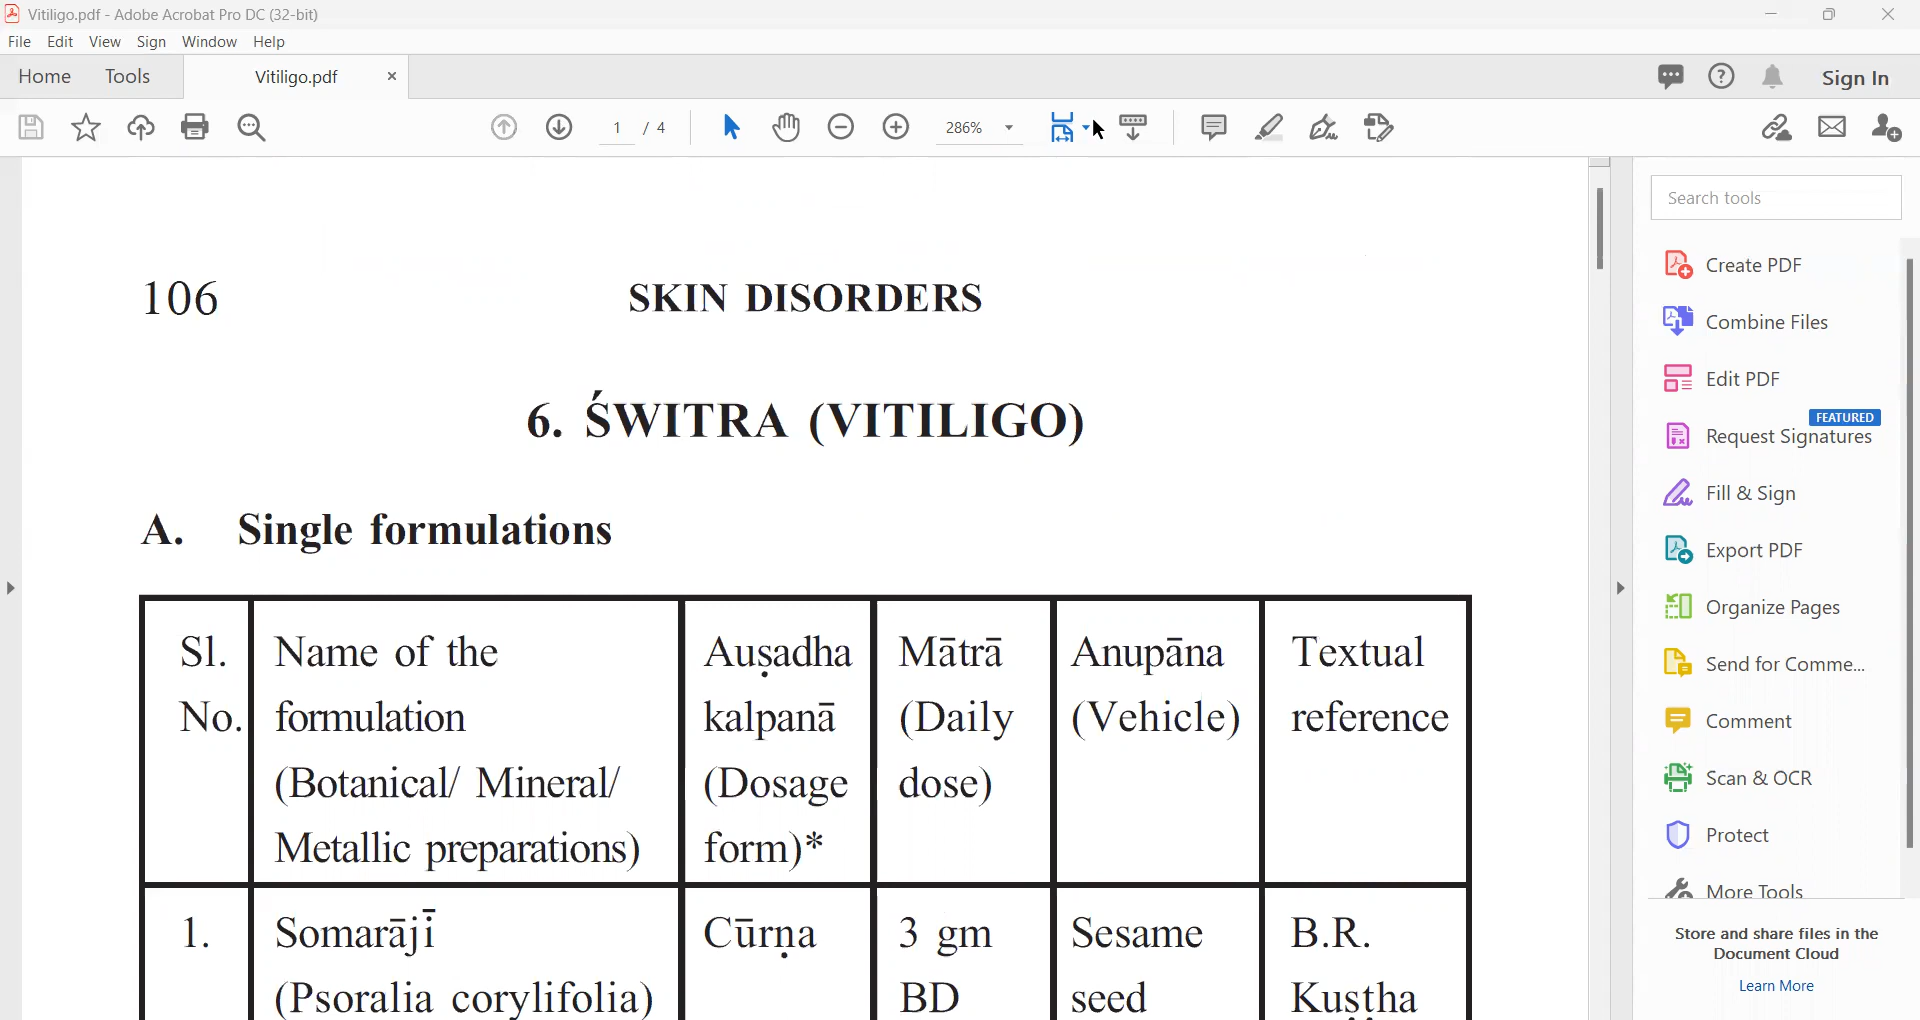 Vitiligo.pdf - Adobe Acrobat Pro DC (32-bit)
File Edit View Sign Window Help
Home Tools Vitiligo.pdf Sign In
1 / 4 286%
Search tools
Create PDF
Combine Files
Edit PDF
FEATURED
Request Signatures
Fill & Sign
Export PDF
Organize Pages
Send for Comme...
Comment
Scan & OCR
Protect
More Tools
Store and share files in the
Document Cloud
Learn More
106 SKIN DISORDERS
6. ŚWITRA (VITILIGO)
A. Single formulations
Sl.
No.
Name of the
formulation
(Botanical/ Mineral/
Metallic preparations)
Auṣadha
kalpanā
(Dosage
form)*
Mātrā
(Daily
dose)
Anupāna
(Vehicle)
Textual
reference
1.
Somarājī
(Psoralia corylifolia)
Cūrṇa
3 gm
BD
Sesame
seed
B.R.
Kuṣṭha